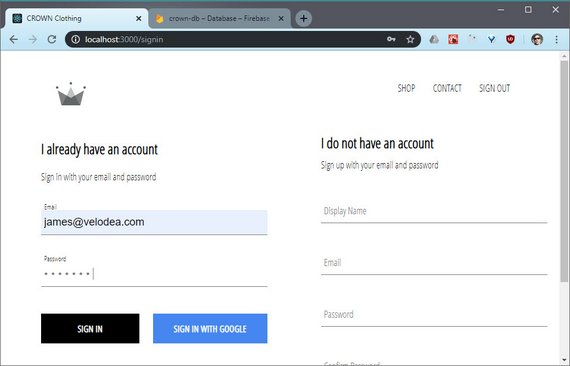 CROWN Clothing
crown-db – Database – Firebase
localhost:3000/signin
SHOP CONTACT SIGN OUT
I already have an account
Sign in with your email and password
Email
james@velodea.com
Password
SIGN IN
SIGN IN WITH GOOGLE
I do not have an account
Sign up with your email and password
Display Name
Email
Password
Confirm Password